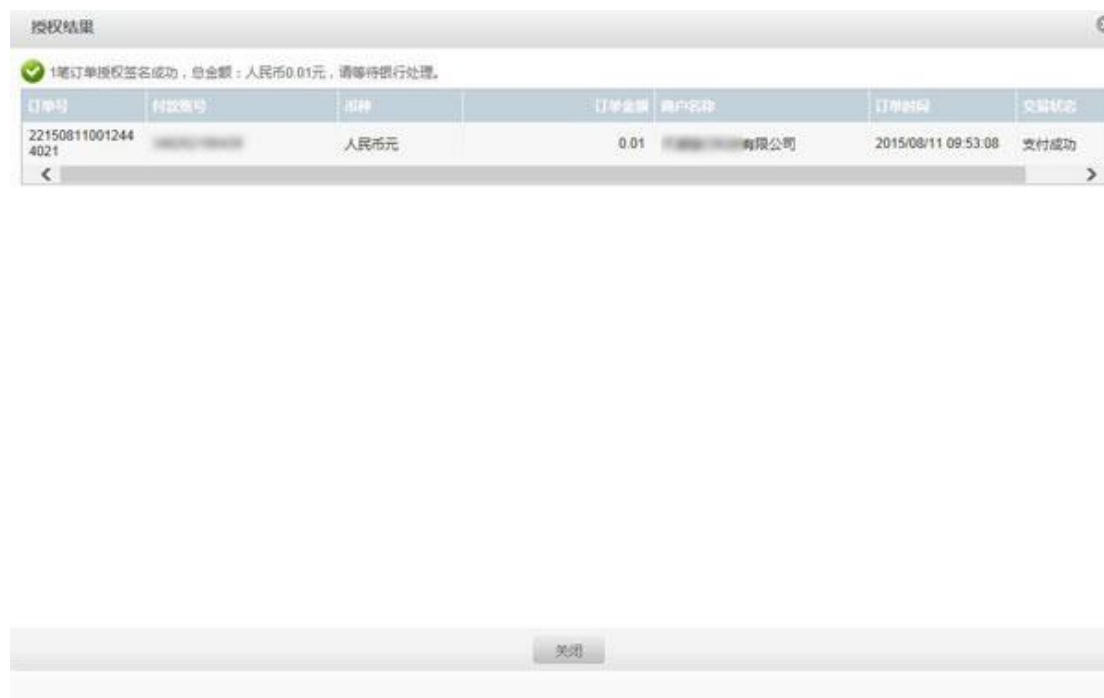 授权结果
1笔订单授权签名成功，总金额：人民币0.01元，请等待银行处理。
订单号 付款账号 币种 订单金额 商户名称 订单时间 交易状态
22150811001244 人民币元 0.01 有限公司 2015/08/11 09:53:08 支付成功
4021
关闭